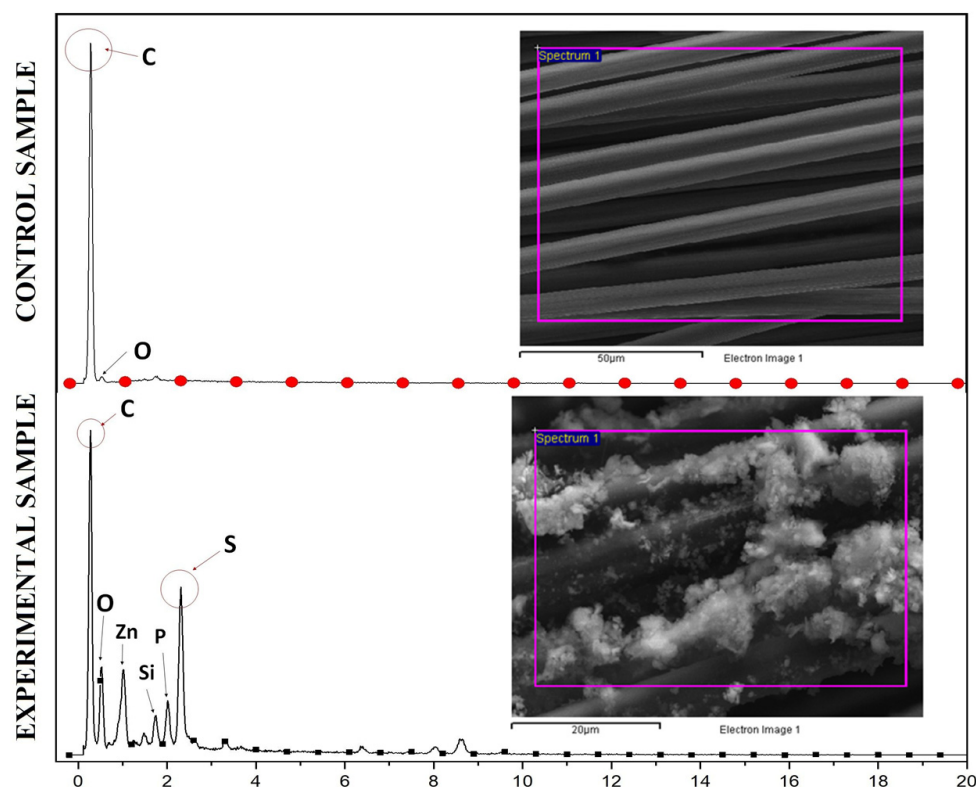 CONTROL SAMPLE
C
O
Spectrum 1
50µm
Electron Image 1
EXPERIMENTAL SAMPLE
C
O
Zn
Si
P
S
Spectrum 1
20µm
Electron Image 1
0 2 4 6 8 10 12 14 16 18 20